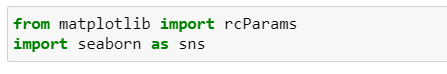 from matplotlib import rcParams
import seaborn as sns